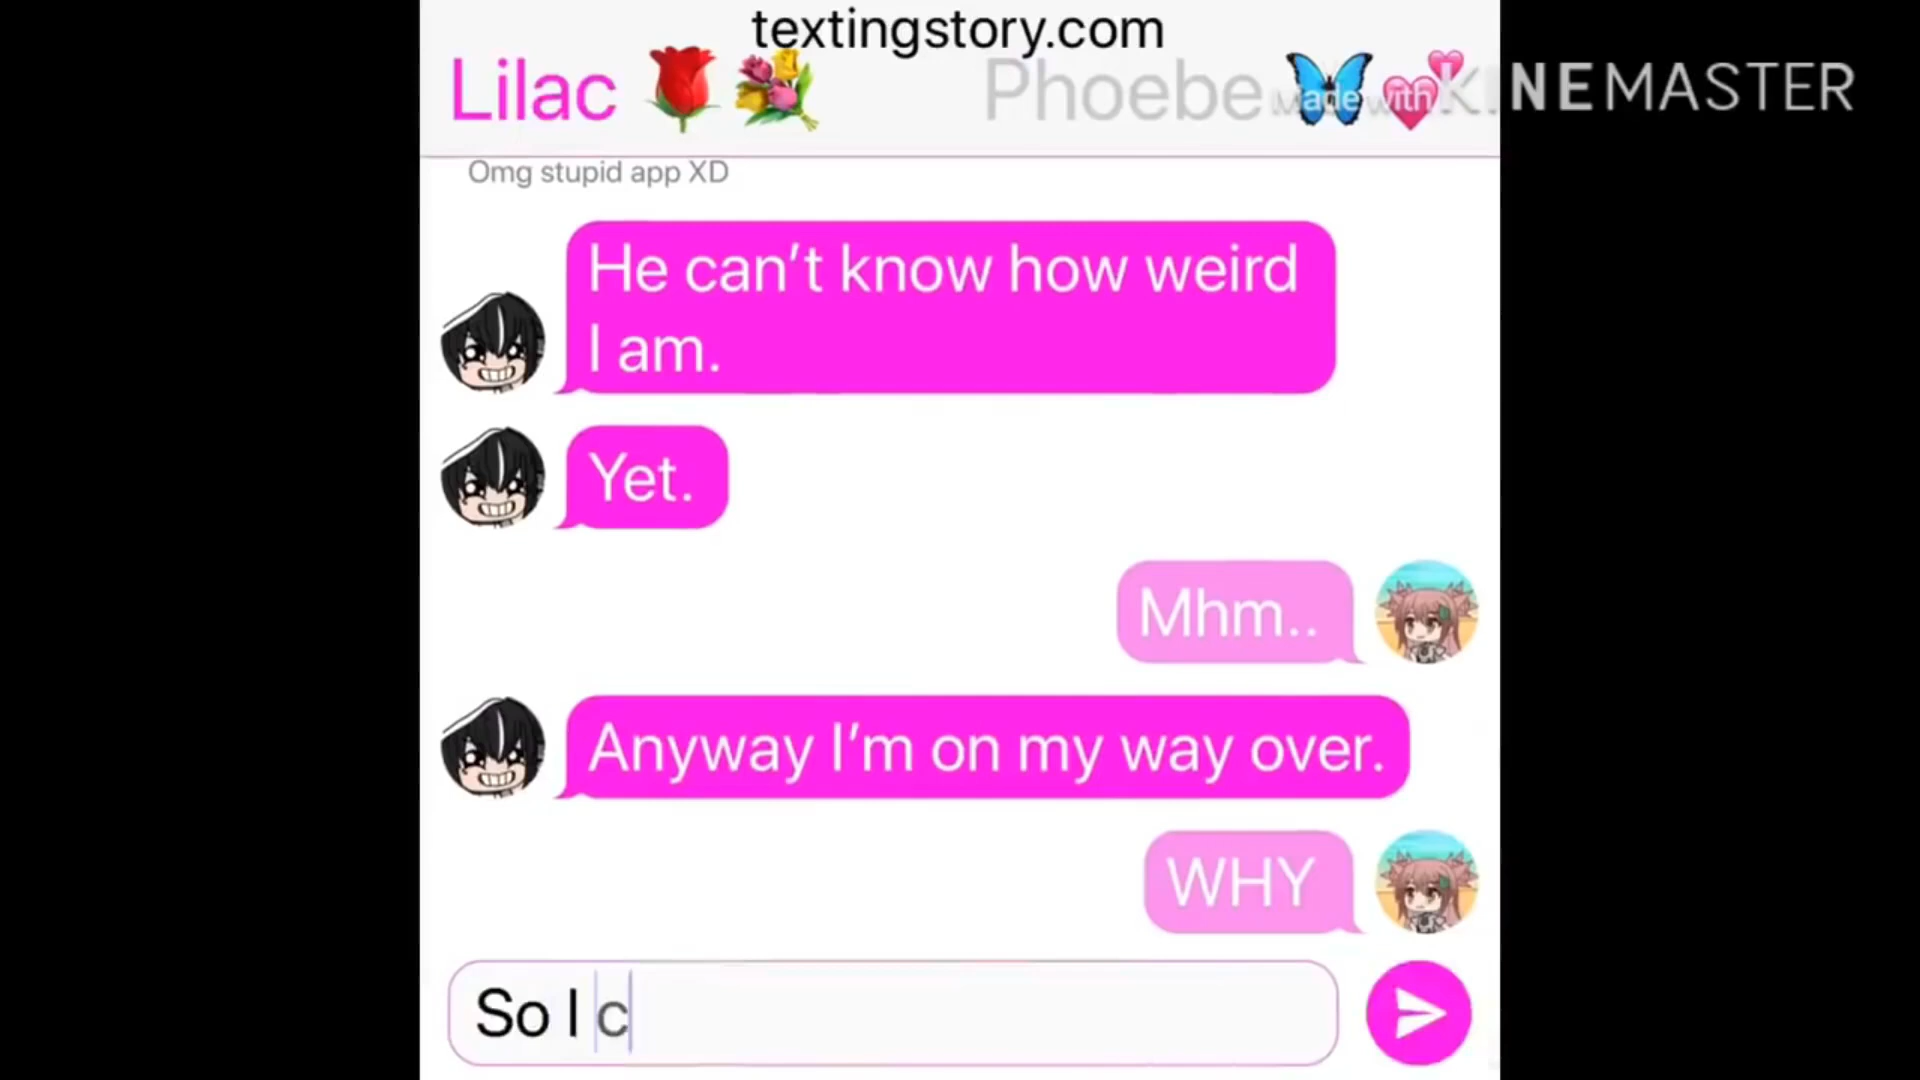 textingstory.com
Lilac Phoebe
Made with KINEMASTER
Omg stupid app XD
He can't know how weird
I am.
Yet.
Mhm..
Anyway I'm on my way over.
WHY
So I c